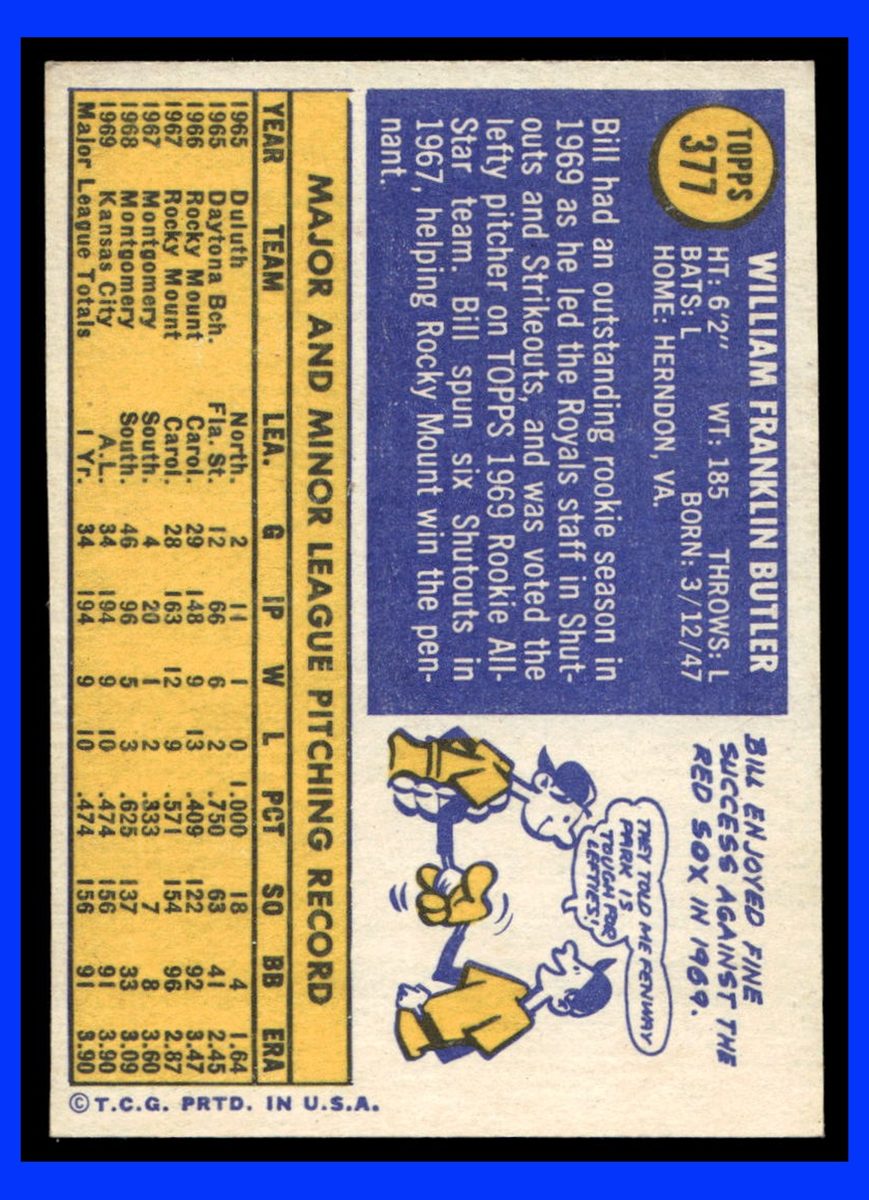 TOPPS
377
WILLIAM FRANKLIN BUTLER
HT: 6'2" WT: 185 THROWS: L
BATS: L BORN: 3/12/47
HOME: HERNDON, VA.
Bill had an outstanding rookie season in
1969 as he led the Royals staff in Shut-
outs and Strikeouts, and was voted the
lefty pitcher on TOPPS 1969 Rookie All-
Star team. Bill spun six Shutouts in
1967, helping Rocky Mount win the pen-
nant.
BILL ENJOYED FINE
SUCCESS AGAINST THE
RED SOX IN 1969.
THEY TOLD ME FENWAY
PARK IS
TOUGH FOR
LEFTIES!
MAJOR AND MINOR LEAGUE PITCHING RECORD
YEAR TEAM LEA. G IP W L PCT SO BB ERA
1965 Duluth North. 2 11 1 0 1.000 18 4 1.64
1965 Daytona Bch. Fla. St. 12 66 6 2 .750 63 41 2.45
1966 Rocky Mount Carol. 29 148 9 13 .409 122 92 3.47
1967 Rocky Mount Carol. 28 163 12 9 .571 154 96 2.87
1967 Montgomery South. 4 20 1 2 .333 7 8 3.60
1968 Montgomery South. 46 96 5 3 .625 137 33 3.09
1969 Kansas City A.L. 34 194 9 10 .474 156 91 3.90
Major League Totals 1 Yr. 34 194 9 10 .474 156 91 3.90
© T.C.G. PRTD. IN U.S.A.